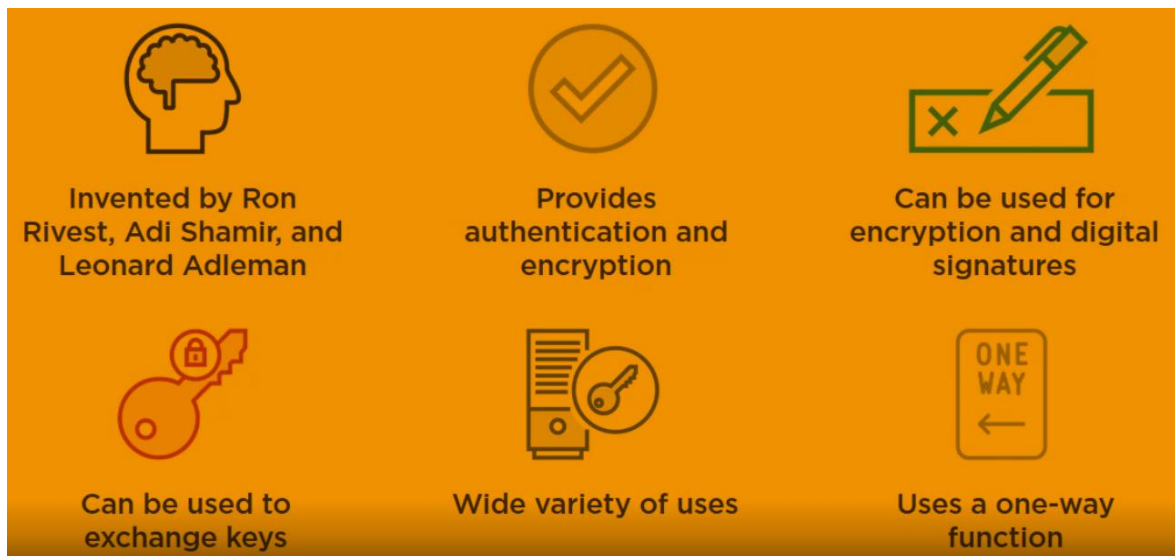 Invented by Ron
Rivest, Adi Shamir, and
Leonard Adleman
Provides
authentication and
encryption
Can be used for
encryption and digital
signatures
Can be used to
exchange keys
Wide variety of uses
ONE
WAY
Uses a one-way
function